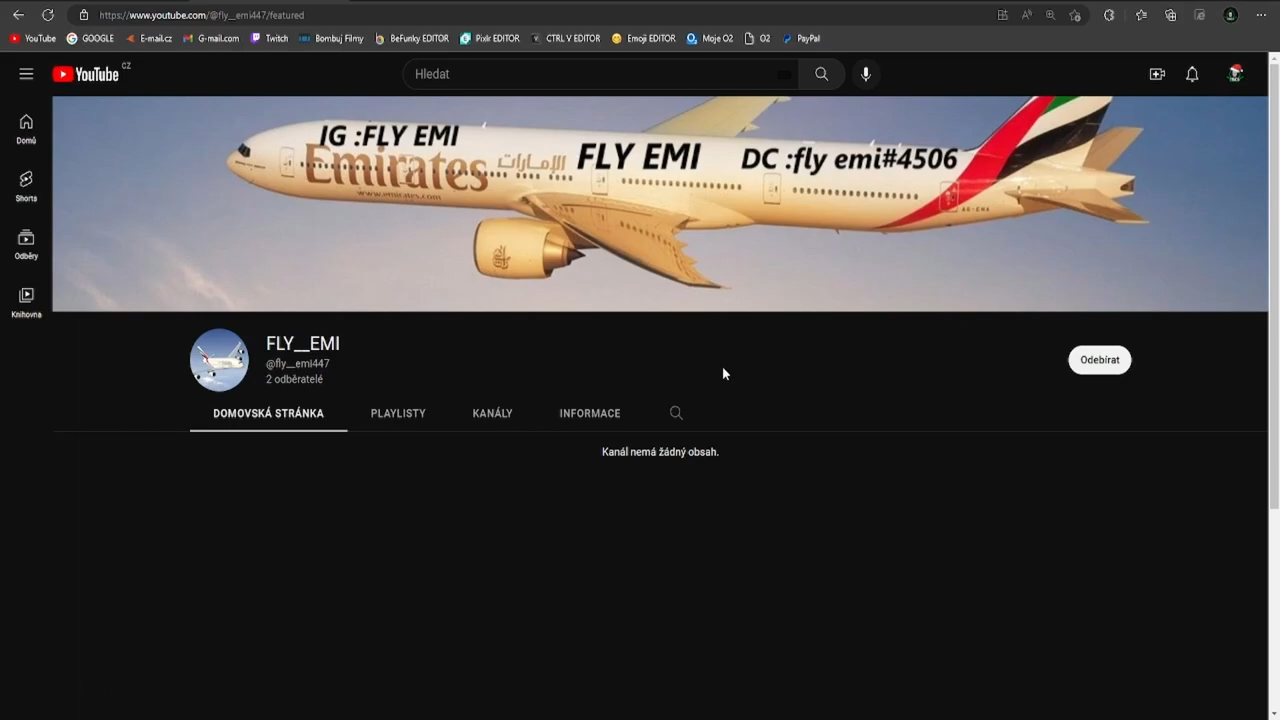 https://www.youtube.com/@fly__emi447/featured
YouTube GOOGLE E-mail.cz G-mail.com Twitch Bombuj Filmy BeFunky EDITOR Pixlr EDITOR CTRL V EDITOR Emoji EDITOR Moje O2 O2 PayPal
YouTube CZ
Hledat
Domů
Shorts
Odběry
Knihovna
IG :FLY EMI
Emirates الإمارات
FLY EMI
DC :fly emi#4506
www.emirates.com
FLY__EMI
@fly__emi447
2 odběratelé
Odebírat
DOMOVSKÁ STRÁNKA PLAYLISTY KANÁLY INFORMACE
Kanál nemá žádný obsah.